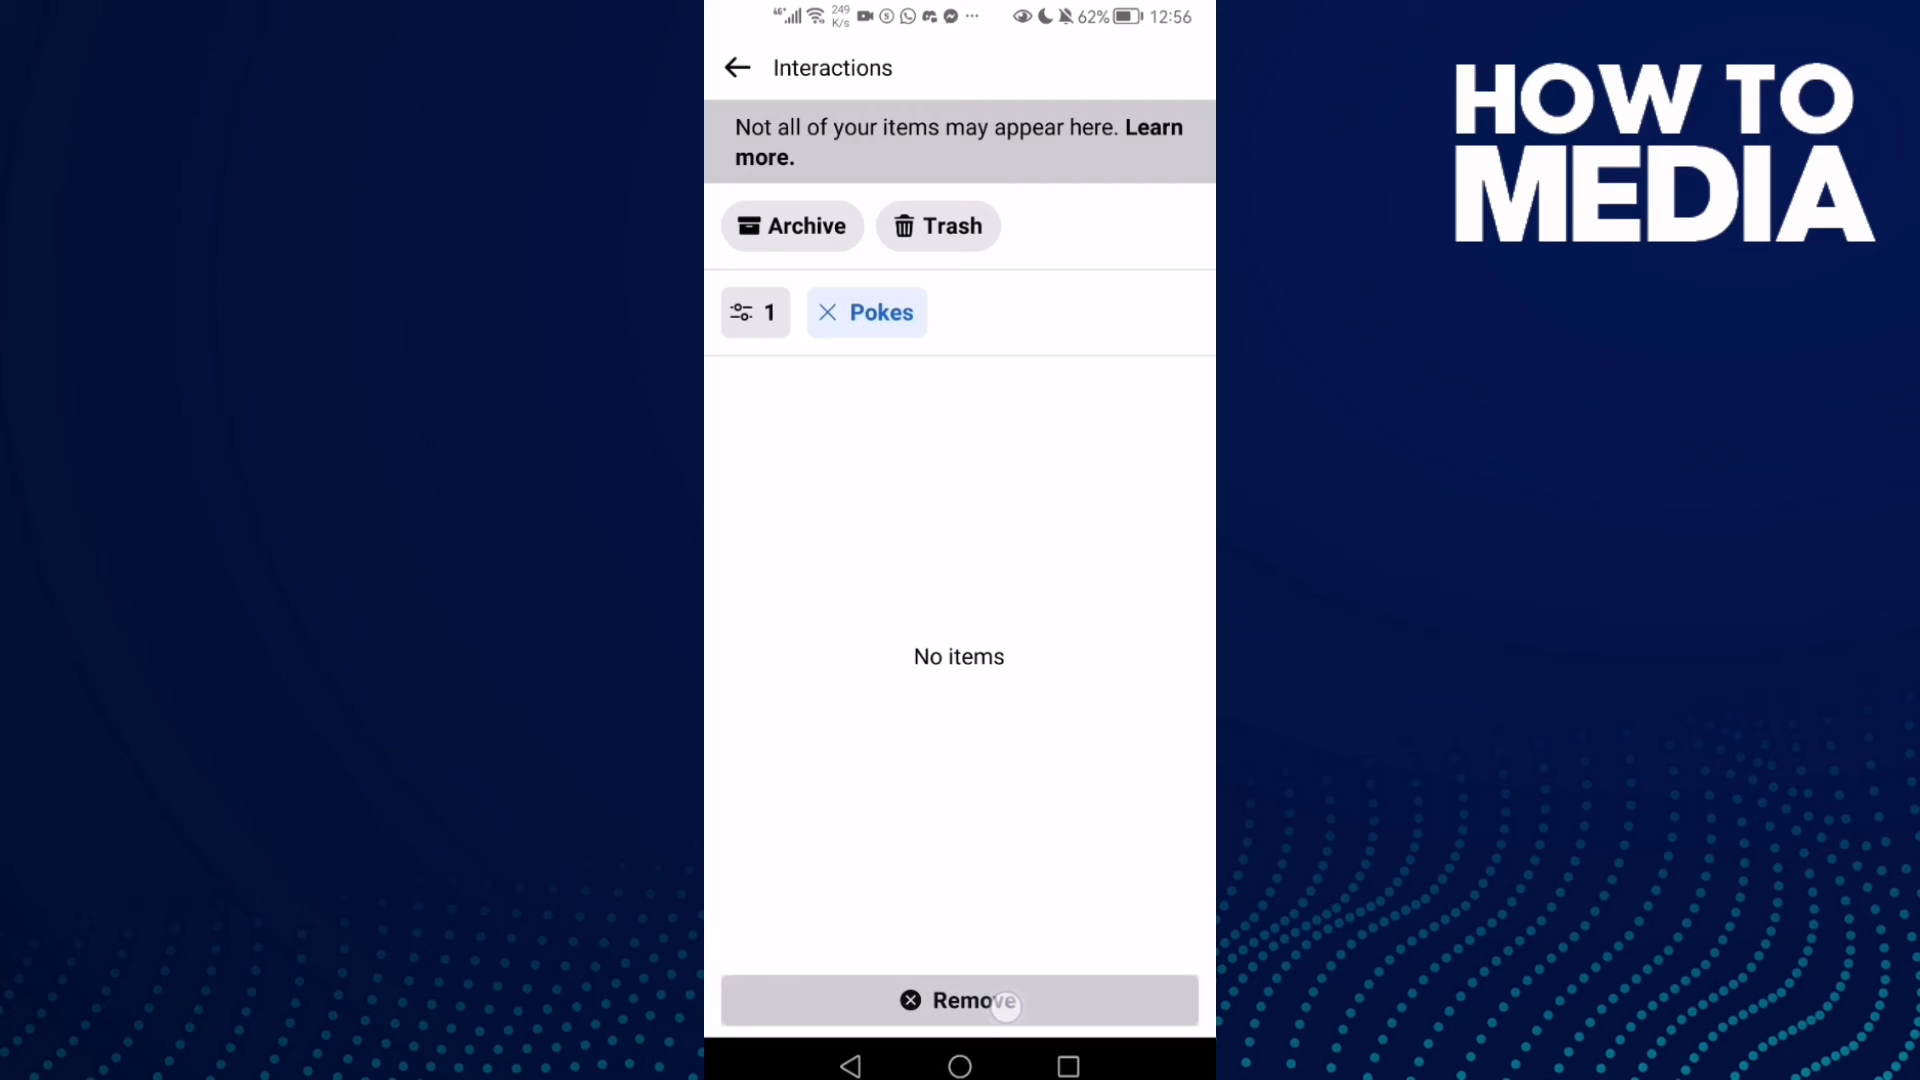 249
K/s
62%
12:56
Interactions
Not all of your items may appear here. Learn
more.
Archive
Trash
1
Pokes
No items
Remove
HOW TO
MEDIA